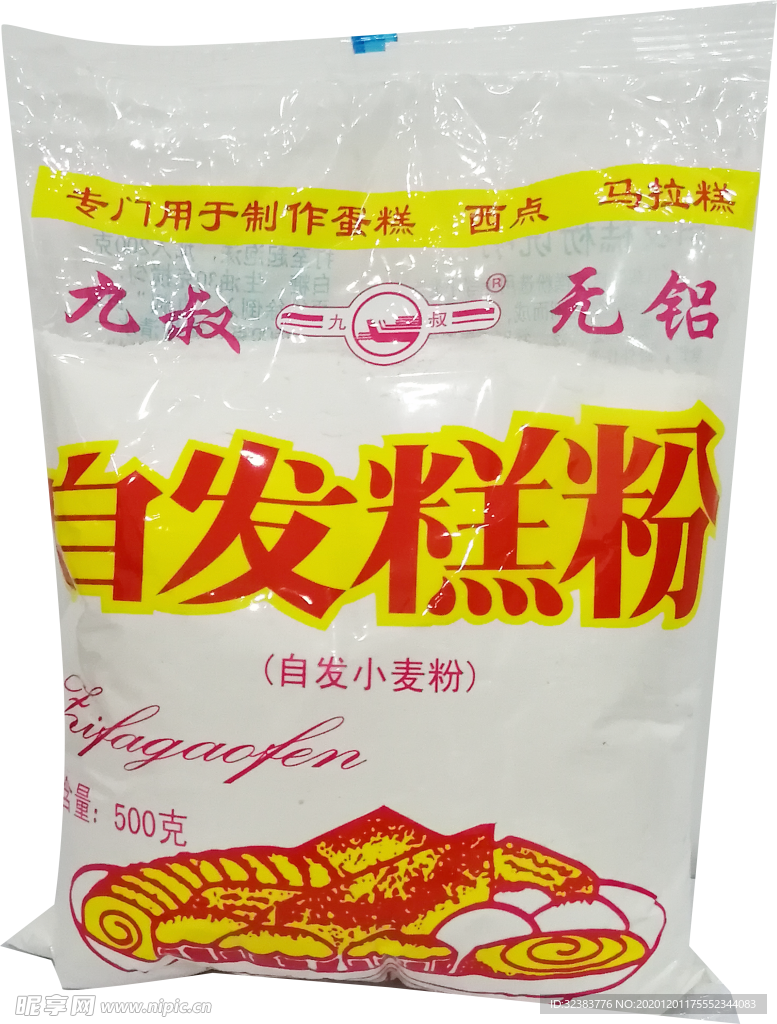 专门用于制作蛋糕 西点 马拉糕
九叔 九 叔 ® 无铝
自发糕粉
(自发小麦粉)
Zifagaofen
含量: 500克
昵享网 www.nipic.cn
ID:32383776 NO:20201201175552344083